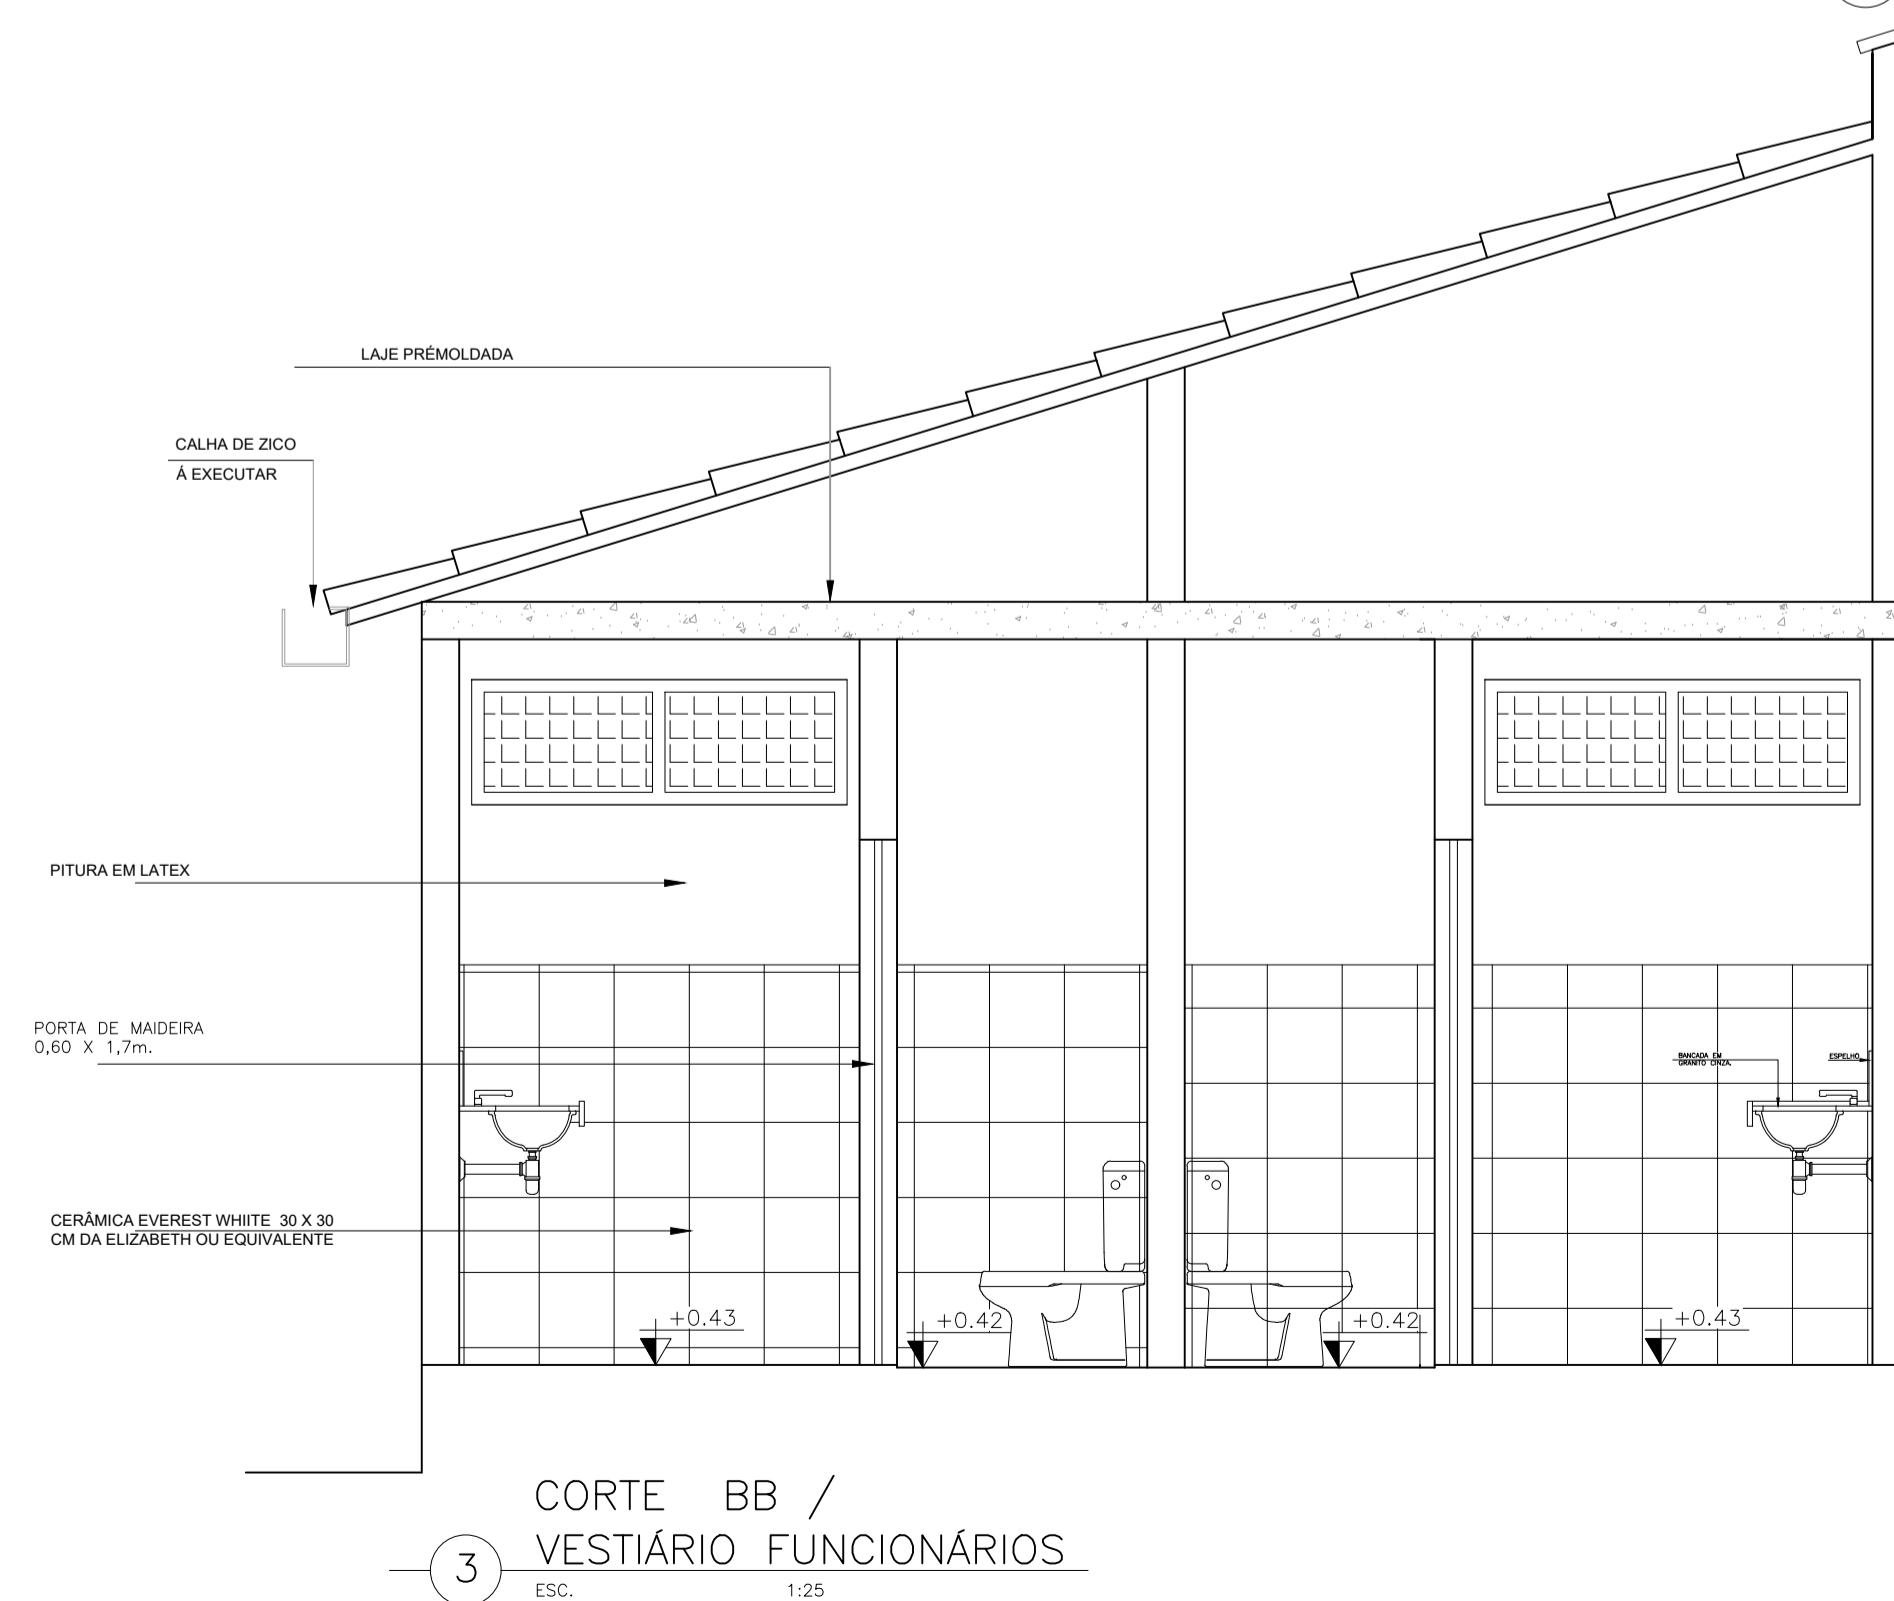 LAJE PRÉMOLDADA
CALHA DE ZICO
Á EXECUTAR
PITURA EM LATEX
PORTA DE MAIDEIRA
0,60 X 1,7m.
BANCADA EM
GRANITO CINZA.
ESPELHO
CERÂMICA EVEREST WHIITE 30 X 30
CM DA ELIZABETH OU EQUIVALENTE
+0.43
+0.42
+0.42
+0.43
CORTE BB /
VESTIÁRIO FUNCIONÁRIOS
3
ESC. 1:25